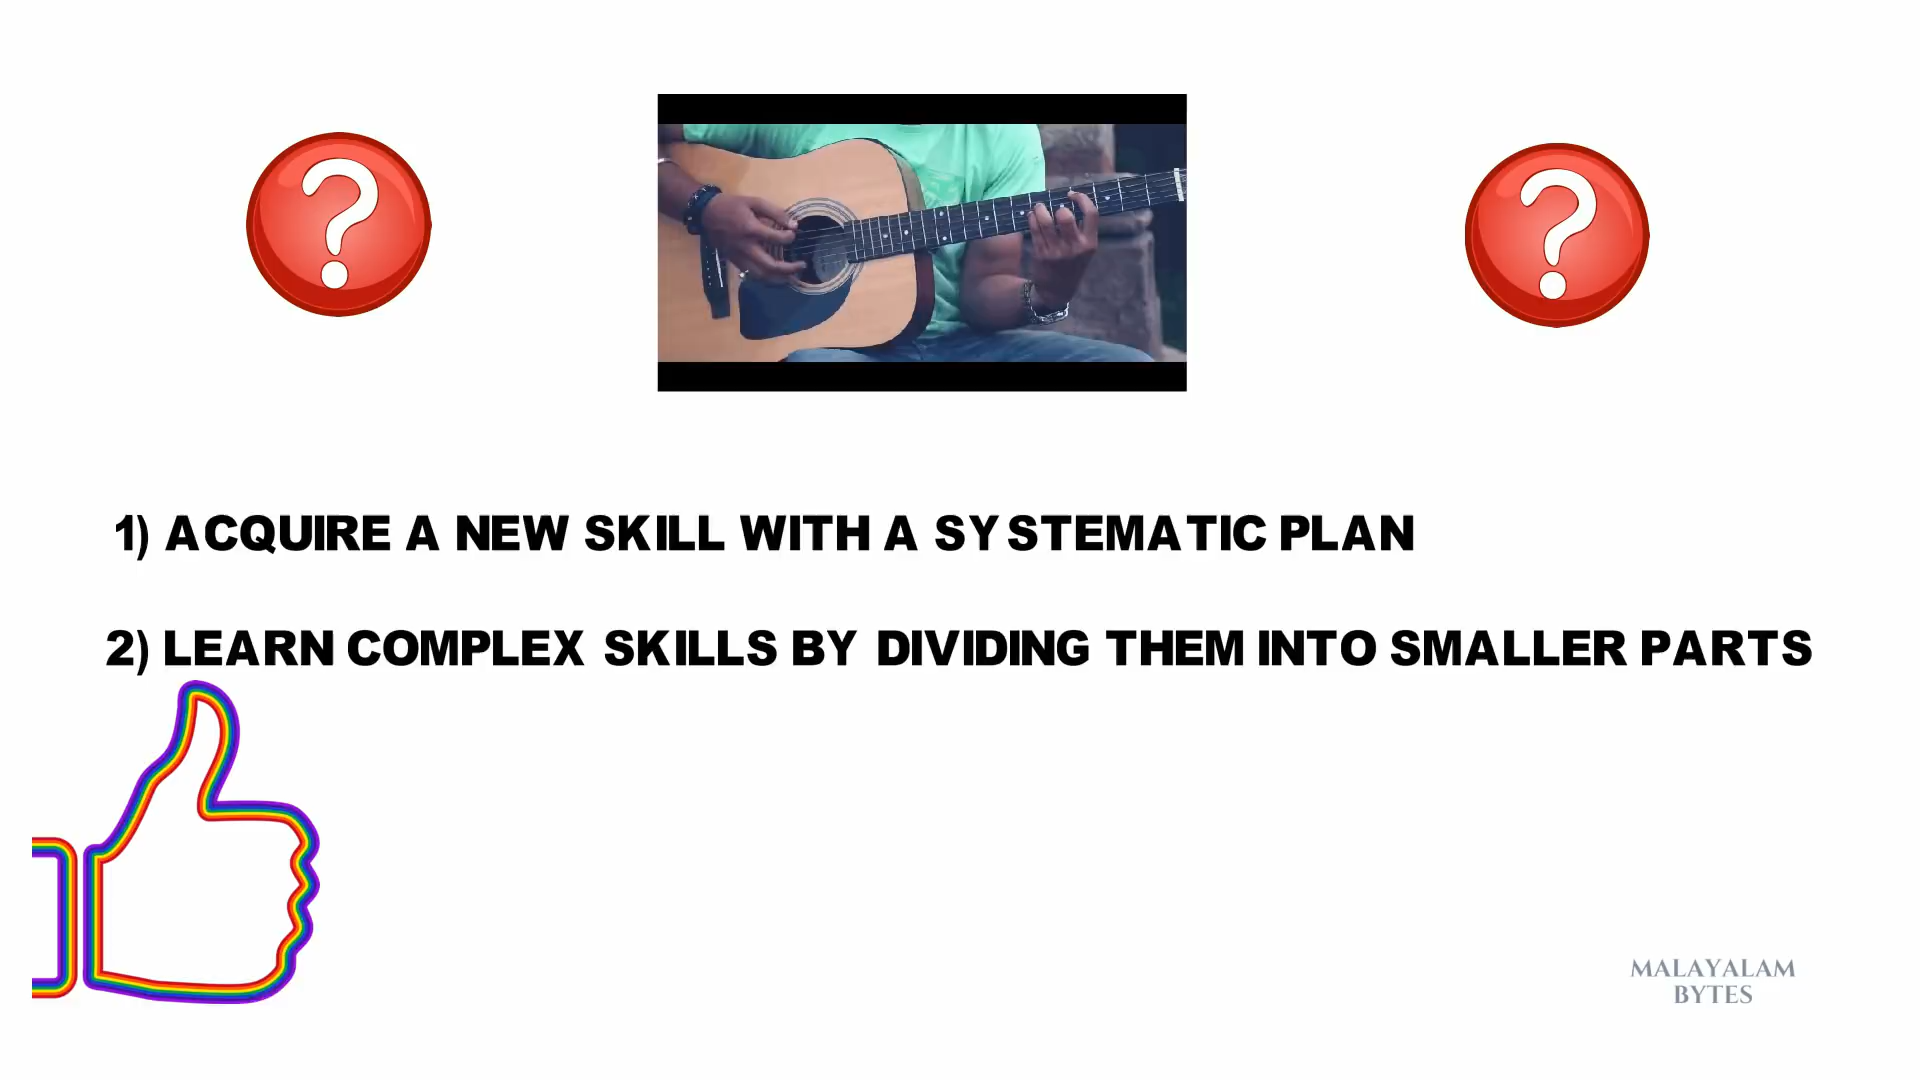 1) ACQUIRE A NEW SKILL WITH A SYSTEMATIC PLAN
2) LEARN COMPLEX SKILLS BY DIVIDING THEM INTO SMALLER PARTS
MALAYALAM
BYTES